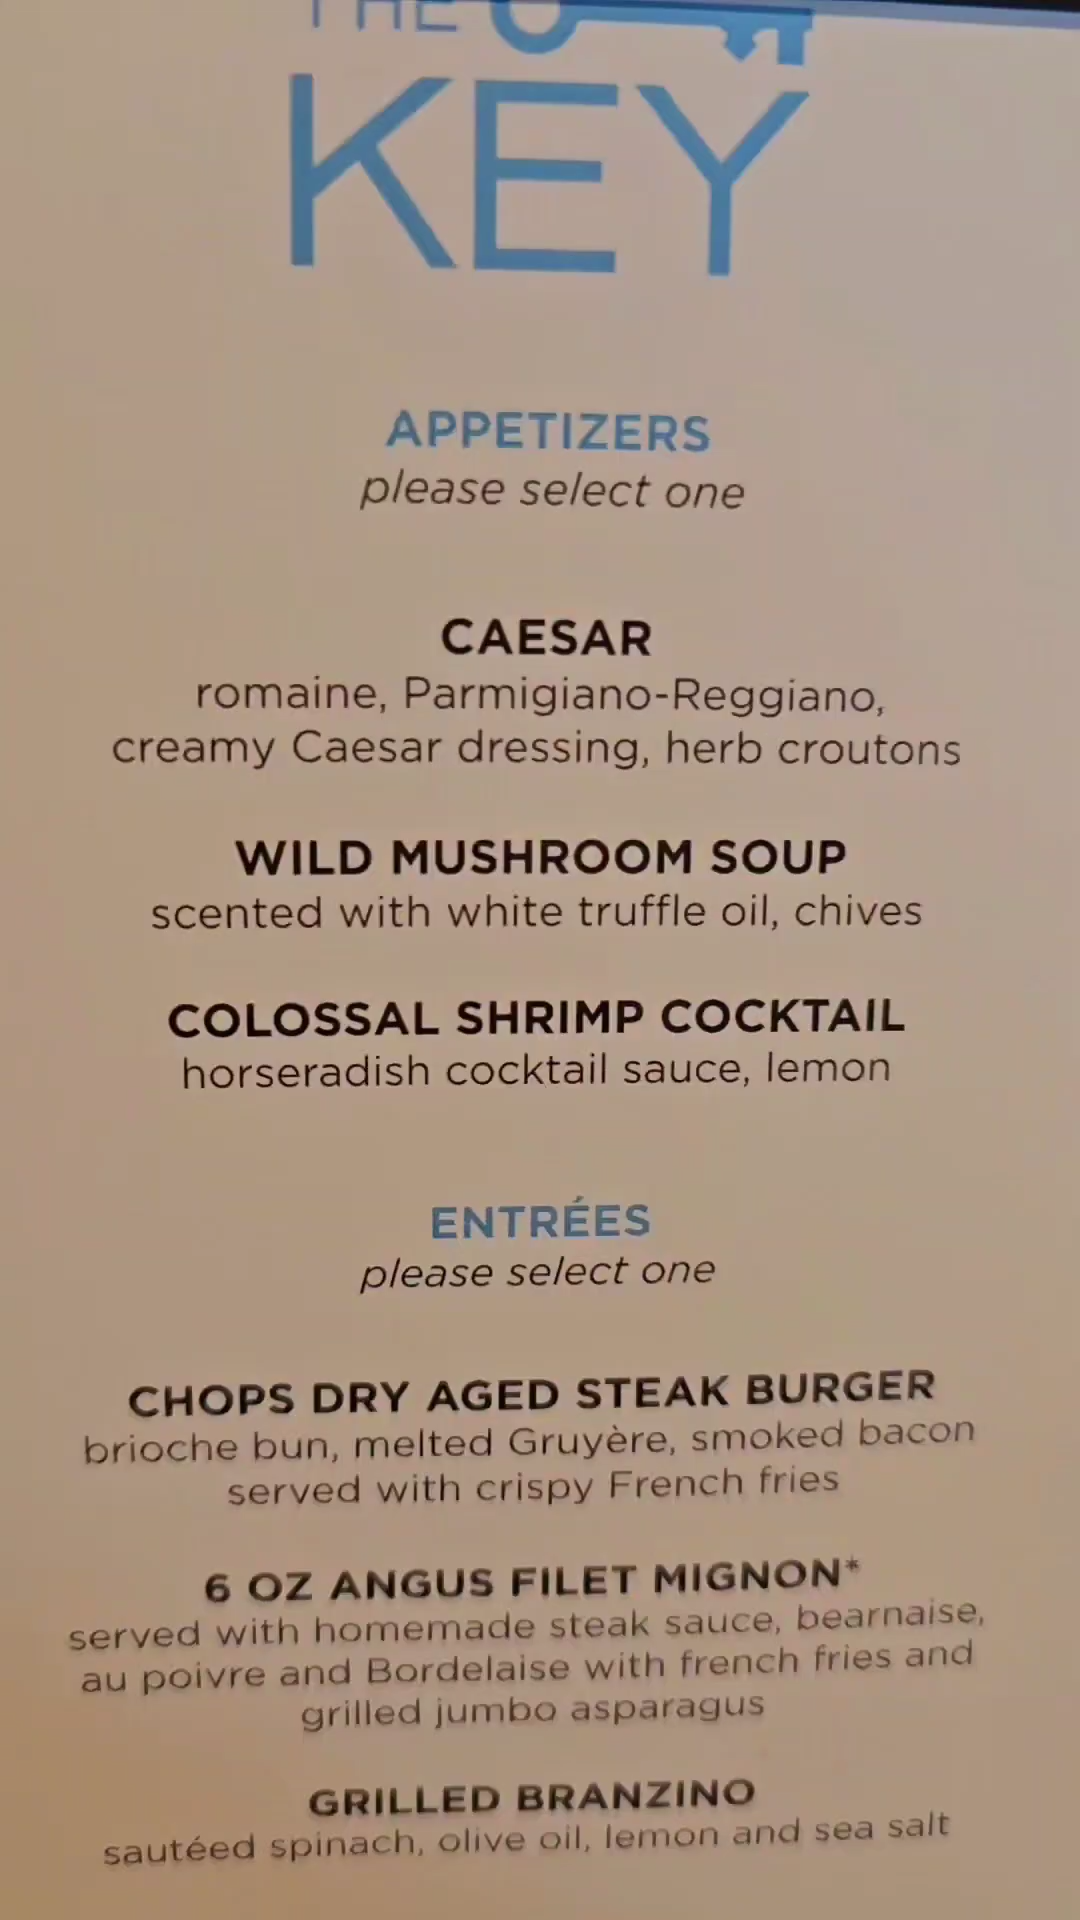 THE
KEY
APPETIZERS
please select one
CAESAR
romaine, Parmigiano-Reggiano,
creamy Caesar dressing, herb croutons
WILD MUSHROOM SOUP
scented with white truffle oil, chives
COLOSSAL SHRIMP COCKTAIL
horseradish cocktail sauce, lemon
ENTRÉES
please select one
CHOPS DRY AGED STEAK BURGER
brioche bun, melted Gruyère, smoked bacon
served with crispy French fries
6 OZ ANGUS FILET MIGNON*
served with homemade steak sauce, bearnaise,
au poivre and Bordelaise with french fries and
grilled jumbo asparagus
GRILLED BRANZINO
sautéed spinach, olive oil, lemon and sea salt